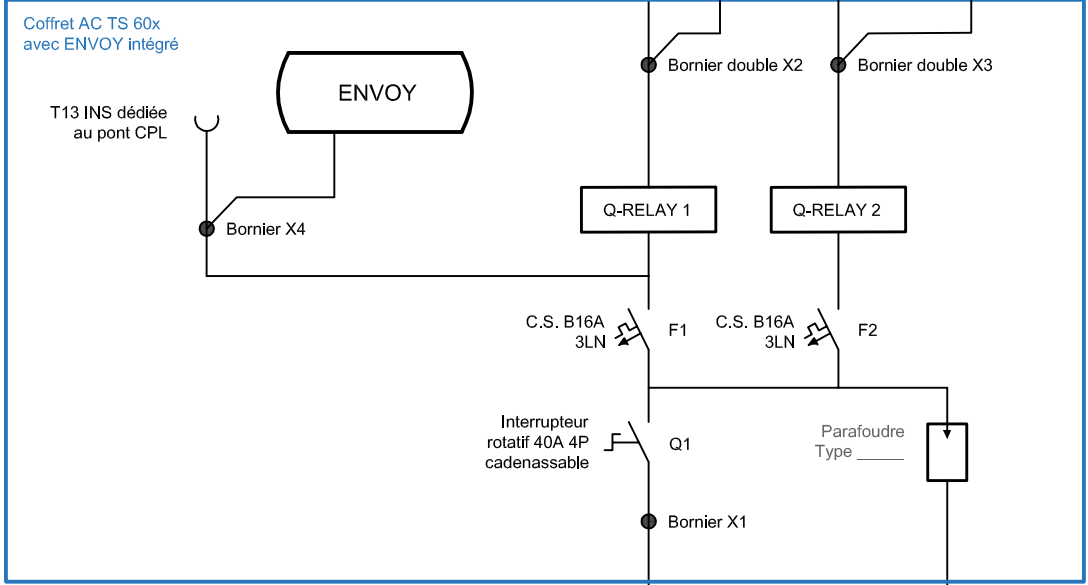 Coffret AC TS 60x
avec ENVOY intégré
T13 INS dédiée
au pont CPL
ENVOY
Bornier double X2
Bornier double X3
Q-RELAY 1
Q-RELAY 2
Bornier X4
C.S. B16A
3LN
F1
C.S. B16A
3LN
F2
Interrupteur
rotatif 40A 4P
cadenassable
Q1
Parafoudre
Type _____
Bornier X1